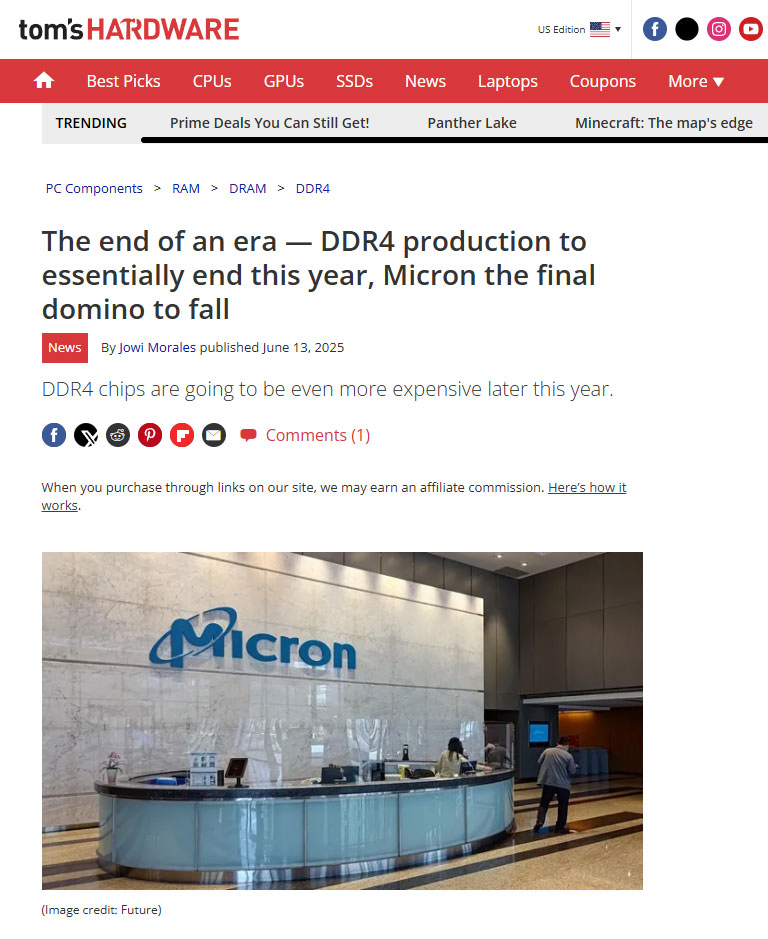 tom's HARDWARE
US Edition
Best Picks CPUs GPUs SSDs News Laptops Coupons More
TRENDING Prime Deals You Can Still Get! Panther Lake Minecraft: The map's edge
PC Components > RAM > DRAM > DDR4
The end of an era — DDR4 production to
essentially end this year, Micron the final
domino to fall
News By Jowi Morales published June 13, 2025
DDR4 chips are going to be even more expensive later this year.
Comments (1)
When you purchase through links on our site, we may earn an affiliate commission. Here's how it
works.
Micron
(Image credit: Future)